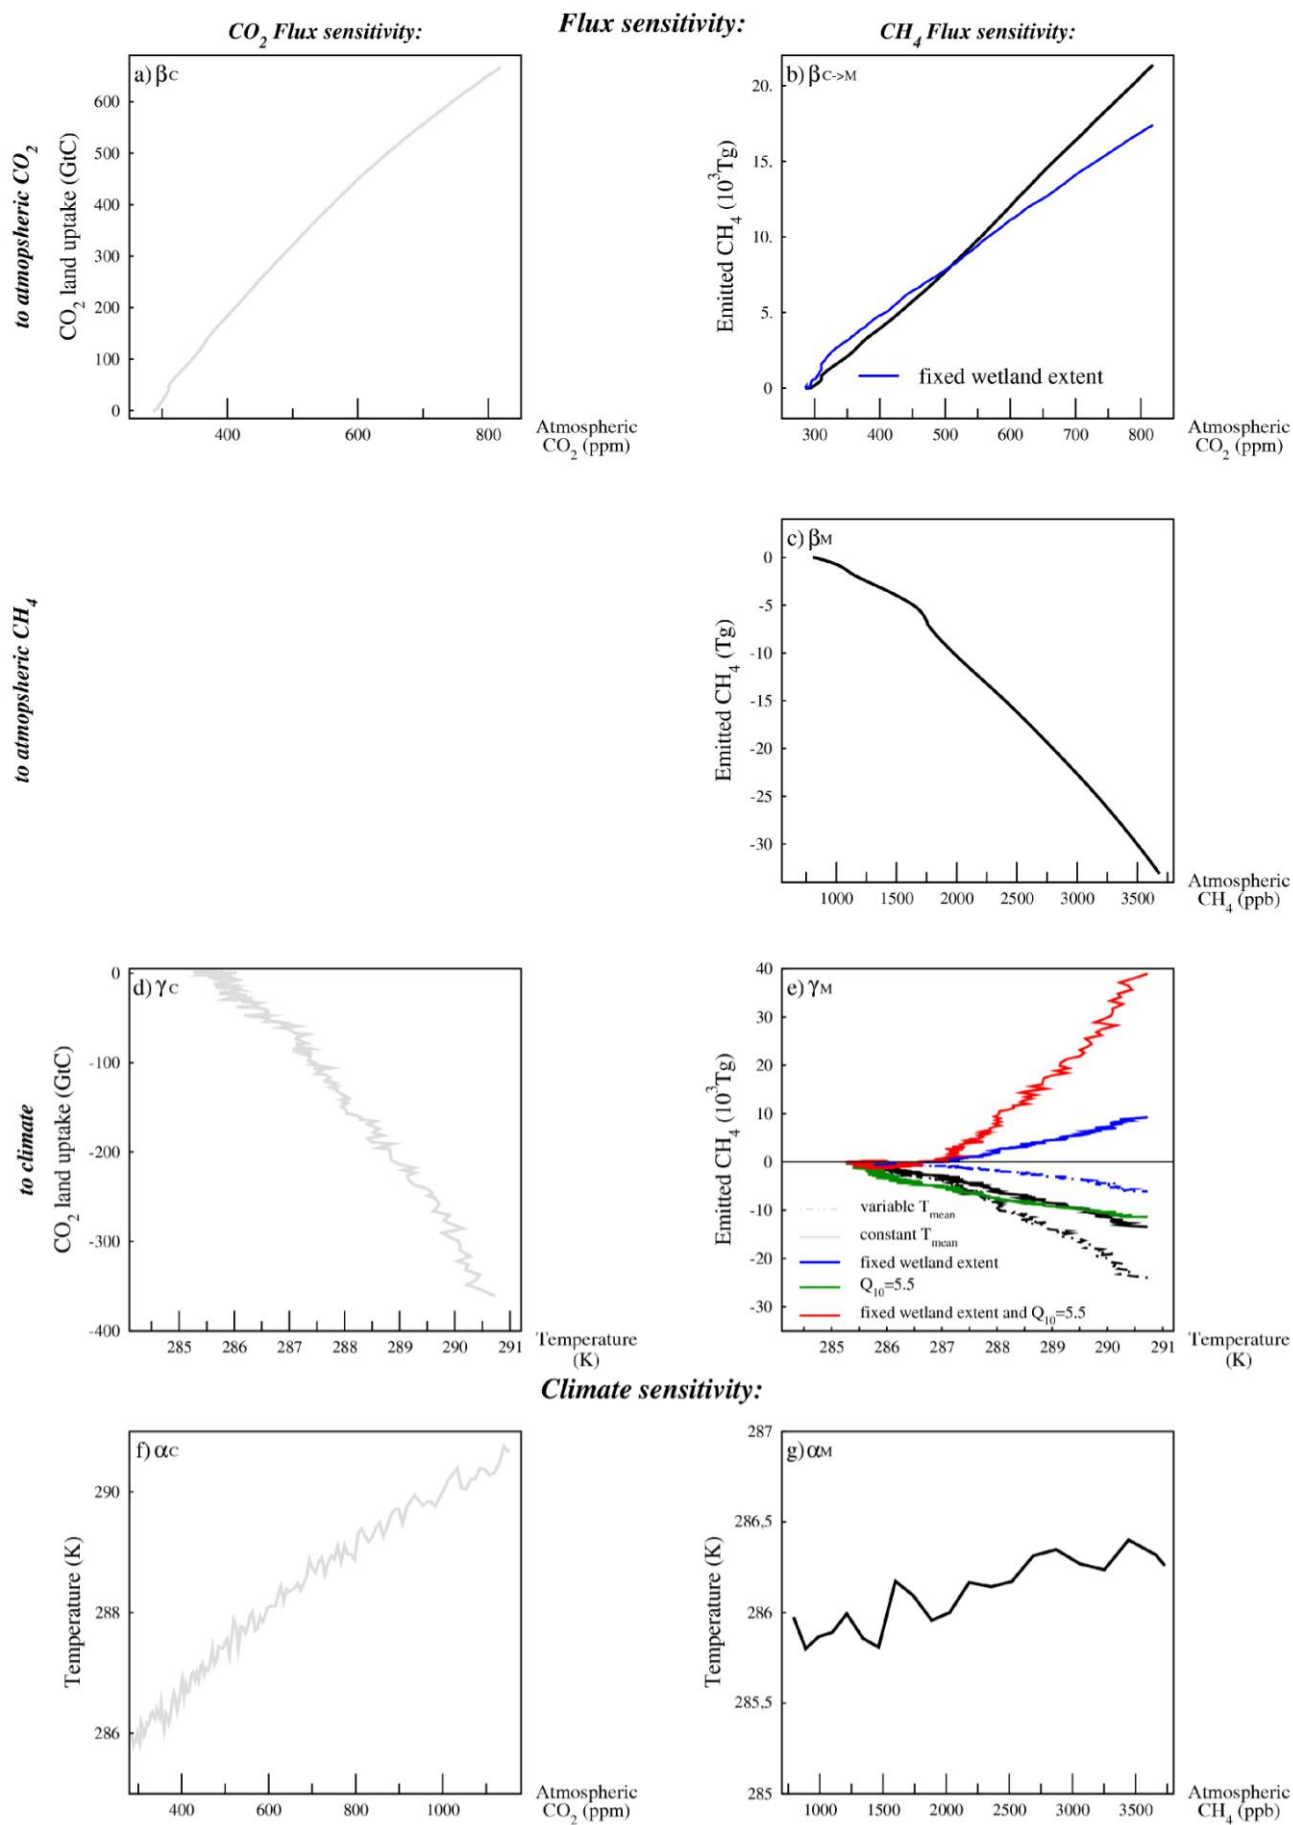 Flux sensitivity:
CO2 Flux sensitivity:
CH4 Flux sensitivity:
to atmopsheric CO2
a) βC
CO2 land uptake (GtC)
600
500
400
300
200
100
0
400 600 800
Atmospheric
CO2 (ppm)
b) βC->M
Emitted CH4 (10^3Tg)
20.
15.
10.
5.
0
fixed wetland extent
300 400 500 600 700 800
Atmospheric
CO2 (ppm)
to atmopsheric CH4
c) βM
Emitted CH4 (Tg)
0
-5
-10
-15
-20
-25
-30
1000 1500 2000 2500 3000 3500
Atmospheric
CH4 (ppb)
to climate
d) γC
CO2 land uptake (GtC)
0
-100
-200
-300
-400
285 286 287 288 289 290 291
Temperature
(K)
e) γM
Emitted CH4 (10^3Tg)
40
30
20
10
0
-10
-20
-30
variable Tmean
constant Tmean
fixed wetland extent
Q10=5.5
fixed wetland extent and Q10=5.5
285 286 287 288 289 290 291
Temperature
(K)
Climate sensitivity:
f) αC
Temperature (K)
290
288
286
400 600 800 1000
Atmospheric
CO2 (ppm)
g) αM
Temperature (K)
287
286,5
286
285,5
285
1000 1500 2000 2500 3000 3500
Atmospheric
CH4 (ppb)